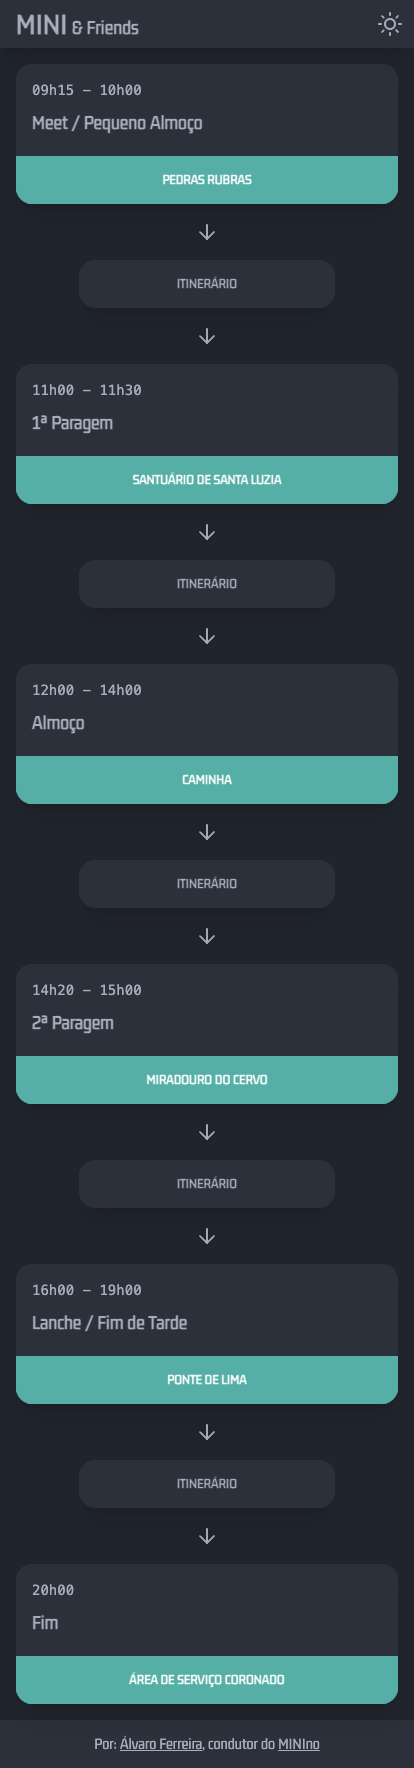 MINI & Friends
09h15 – 10h00
Meet / Pequeno Almoço
PEDRAS RUBRAS
ITINERÁRIO
11h00 – 11h30
1ª Paragem
SANTUÁRIO DE SANTA LUZIA
ITINERÁRIO
12h00 – 14h00
Almoço
CAMINHA
ITINERÁRIO
14h20 – 15h00
2ª Paragem
MIRADOURO DO CERVO
ITINERÁRIO
16h00 – 19h00
Lanche / Fim de Tarde
PONTE DE LIMA
ITINERÁRIO
20h00
Fim
ÁREA DE SERVIÇO CORONADO
Por: Álvaro Ferreira, condutor do MINIno